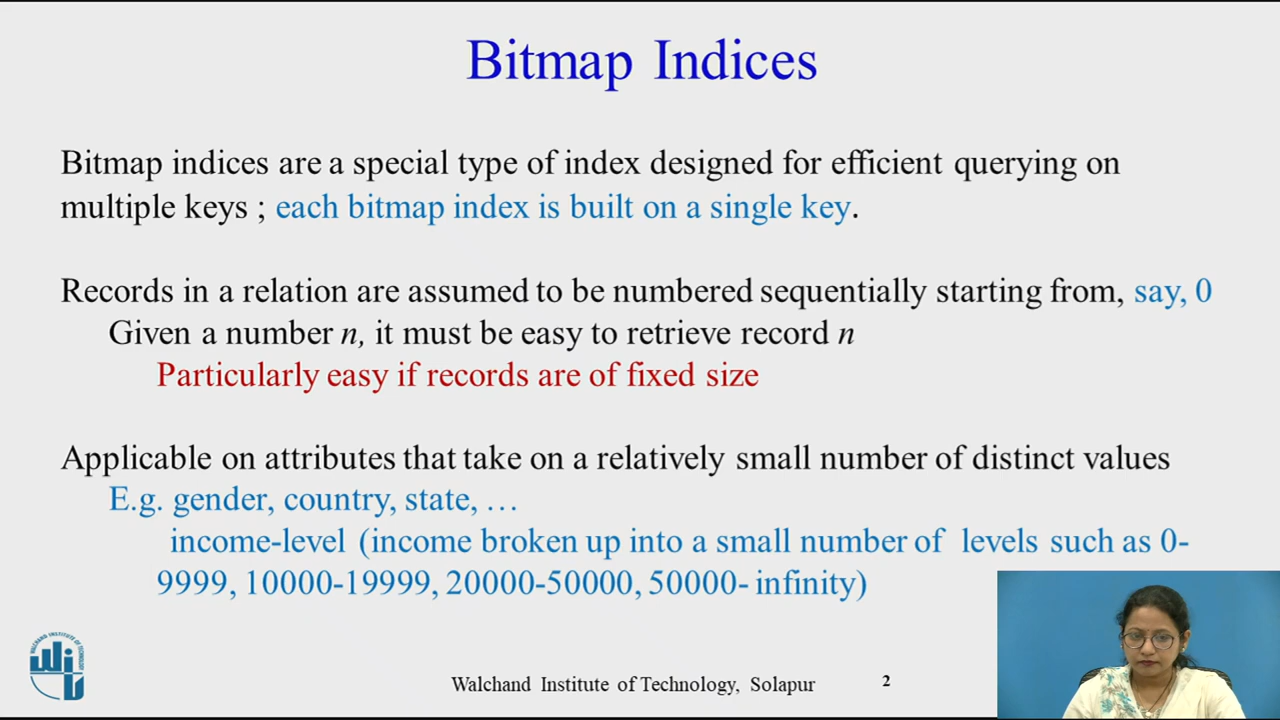 Bitmap Indices
Bitmap indices are a special type of index designed for efficient querying on
multiple keys ; each bitmap index is built on a single key.
Records in a relation are assumed to be numbered sequentially starting from, say, 0
Given a number n, it must be easy to retrieve record n
Particularly easy if records are of fixed size
Applicable on attributes that take on a relatively small number of distinct values
E.g. gender, country, state, …
income-level (income broken up into a small number of levels such as 0-
9999, 10000-19999, 20000-50000, 50000- infinity)
WALCHAND INSTITUTE OF TECHNOLOGY
WIT
Walchand Institute of Technology, Solapur
2